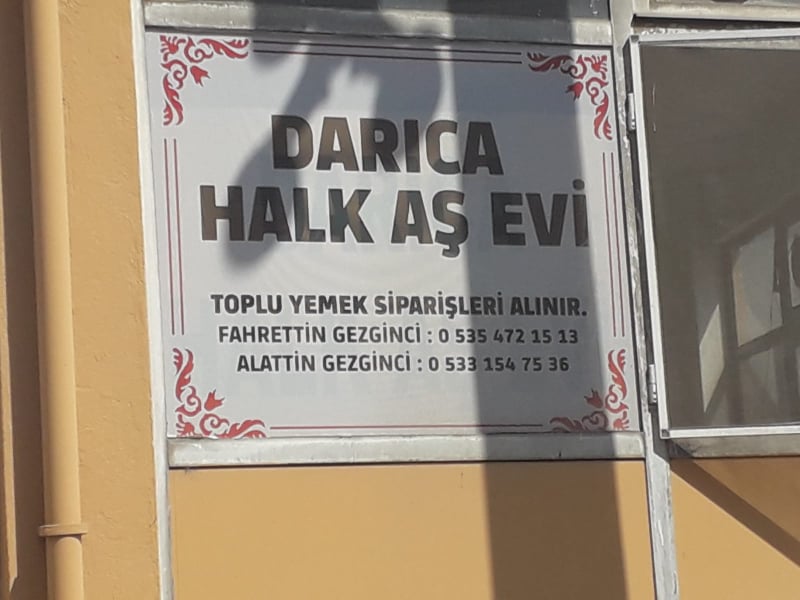 DARICA
HALK AŞ EVİ
TOPLU YEMEK SİPARİŞLERİ ALINIR.
FAHRETTİN GEZGİNCİ : 0 535 472 15 13
ALATTİN GEZGİNCİ : 0 533 154 75 36